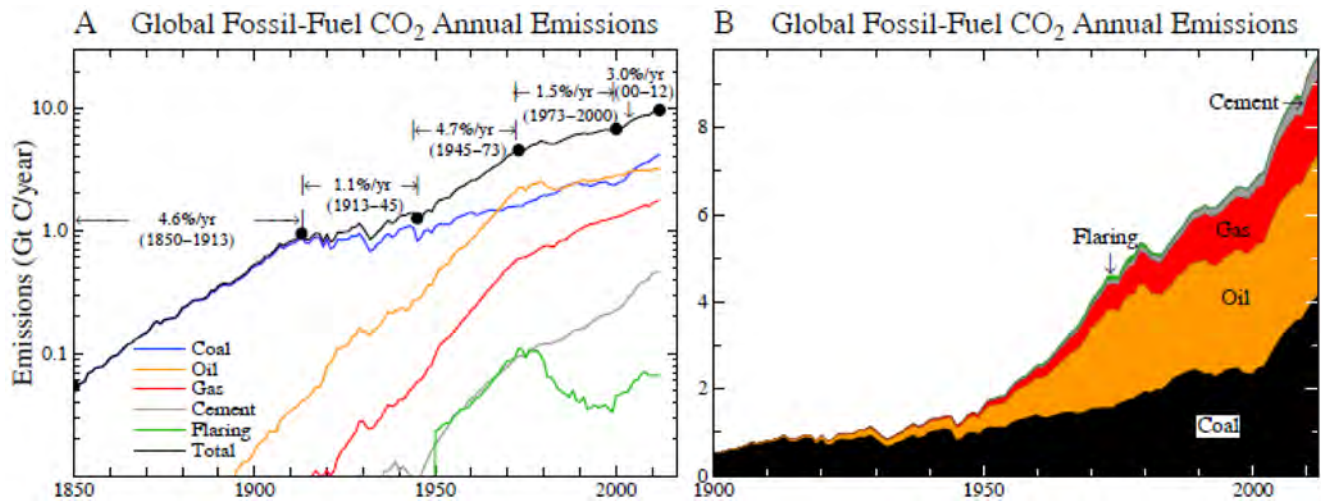 A Global Fossil-Fuel CO₂ Annual Emissions
Emissions (Gt C/year)
10.0
1.0
0.1
4.6%/yr
(1850–1913)
1.1%/yr
(1913–45)
4.7%/yr
(1945–73)
1.5%/yr
(1973–2000)
3.0%/yr
(00–12)
Coal
Oil
Gas
Cement
Flaring
Total
1850 1900 1950 2000
B Global Fossil-Fuel CO₂ Annual Emissions
8
6
4
2
0
Cement
Flaring
Gas
Oil
Coal
1900 1950 2000